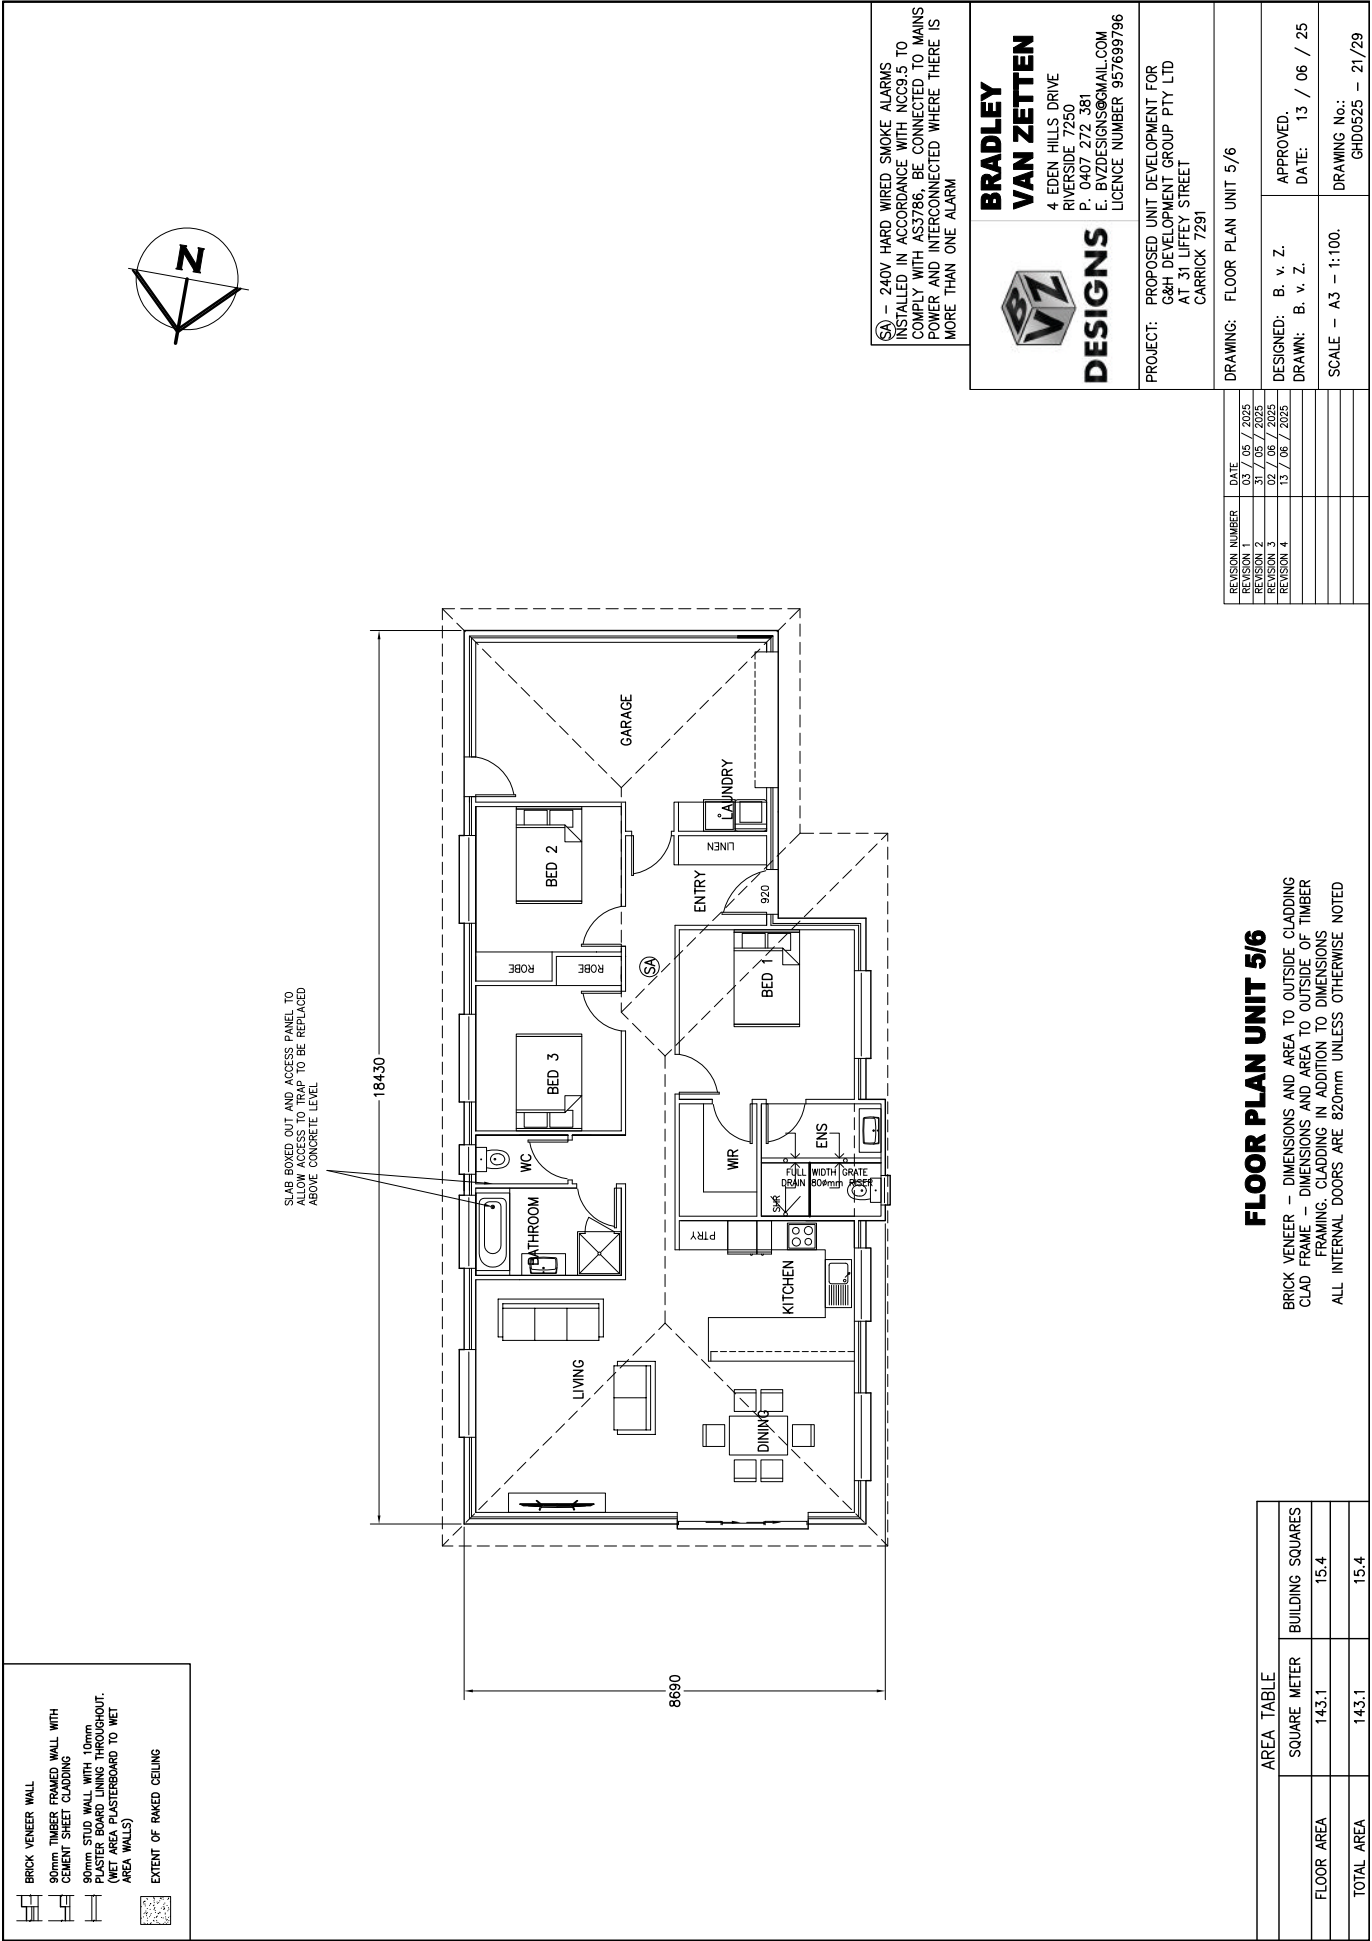 BRICK VENEER WALL
90mm TIMBER FRAMED WALL WITH
CEMENT SHEET CLADDING
90mm STUD WALL WITH 10mm
PLASTER BOARD LINING THROUGHOUT.
(WET AREA PLASTERBOARD TO WET
AREA WALLS)
EXTENT OF RAKED CEILING
N
SLAB BOXED OUT AND ACCESS PANEL TO
ALLOW ACCESS TO TRAP TO BE REPLACED
ABOVE CONCRETE LEVEL
18430
8690
BATHROOM
WC
BED 3
ROBE
ROBE
BED 2
GARAGE
LIVING
SA
ENTRY
LINEN
LAUNDRY
920
PTRY
WIR
BED 1
DINING
KITCHEN
SHR
FULL WIDTH GRATE
DRAIN 80ømm RISER
ENS
SA - 240V HARD WIRED SMOKE ALARMS
INSTALLED IN ACCORDANCE WITH NCC9.5 TO
COMPLY WITH AS3786, BE CONNECTED TO MAINS
POWER AND INTERCONNECTED WHERE THERE IS
MORE THAN ONE ALARM
BVZ
DESIGNS
BRADLEY
VAN ZETTEN
4 EDEN HILLS DRIVE
RIVERSIDE 7250
P. 0407 272 381
E. BVZDESIGNS@GMAIL.COM
LICENCE NUMBER 957699796
PROJECT: PROPOSED UNIT DEVELOPMENT FOR
G&H DEVELOPMENT GROUP PTY LTD
AT 31 LIFFEY STREET
CARRICK 7291
DRAWING: FLOOR PLAN UNIT 5/6
DESIGNED: B. v. Z.
DRAWN: B. v. Z.
APPROVED.
DATE: 13 / 06 / 25
SCALE - A3 - 1:100.
DRAWING No.:
GHD0525 - 21/29
REVISION NUMBER DATE
REVISION 1 03 / 05 / 2025
REVISION 2 31 / 05 / 2025
REVISION 3 02 / 06 / 2025
REVISION 4 13 / 06 / 2025
FLOOR PLAN UNIT 5/6
BRICK VENEER - DIMENSIONS AND AREA TO OUTSIDE CLADDING
CLAD FRAME - DIMENSIONS AND AREA TO OUTSIDE OF TIMBER
FRAMING. CLADDING IN ADDITION TO DIMENSIONS
ALL INTERNAL DOORS ARE 820mm UNLESS OTHERWISE NOTED
AREA TABLE
SQUARE METER BUILDING SQUARES
FLOOR AREA 143.1 15.4
TOTAL AREA 143.1 15.4